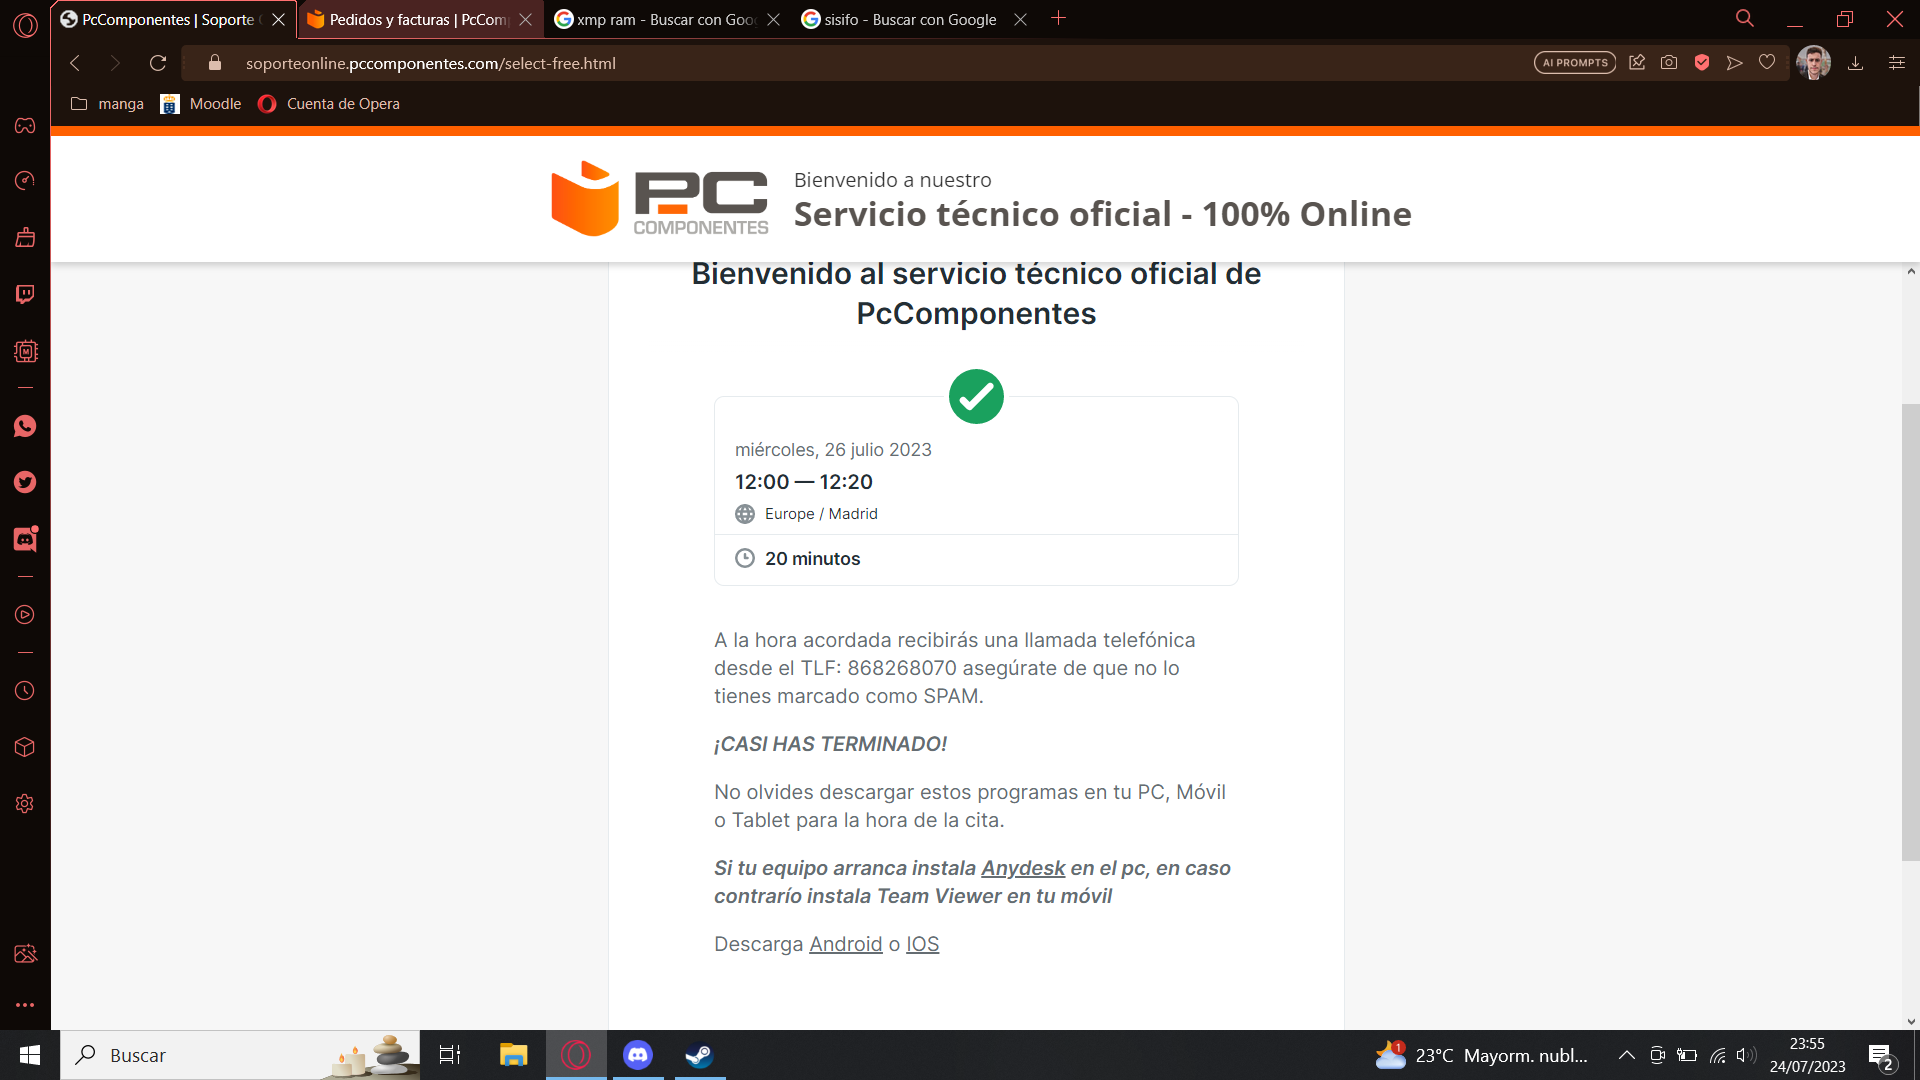 PcComponentes | Soporte
Pedidos y facturas | PcCom
xmp ram - Buscar con Goo
sisifo - Buscar con Google
soporteonline.pccomponentes.com/select-free.html
AI PROMPTS
manga
Moodle
Cuenta de Opera
PC
COMPONENTES
Bienvenido a nuestro
Servicio técnico oficial - 100% Online
Bienvenido al servicio técnico oficial de
PcComponentes
miércoles, 26 julio 2023
12:00 — 12:20
Europe / Madrid
20 minutos
A la hora acordada recibirás una llamada telefónica
desde el TLF: 868268070 asegúrate de que no lo
tienes marcado como SPAM.
¡CASI HAS TERMINADO!
No olvides descargar estos programas en tu PC, Móvil
o Tablet para la hora de la cita.
Si tu equipo arranca instala Anydesk en el pc, en caso
contrarío instala Team Viewer en tu móvil
Descarga Android o IOS
Buscar
1
23°C Mayorm. nubl...
23:55
24/07/2023
2